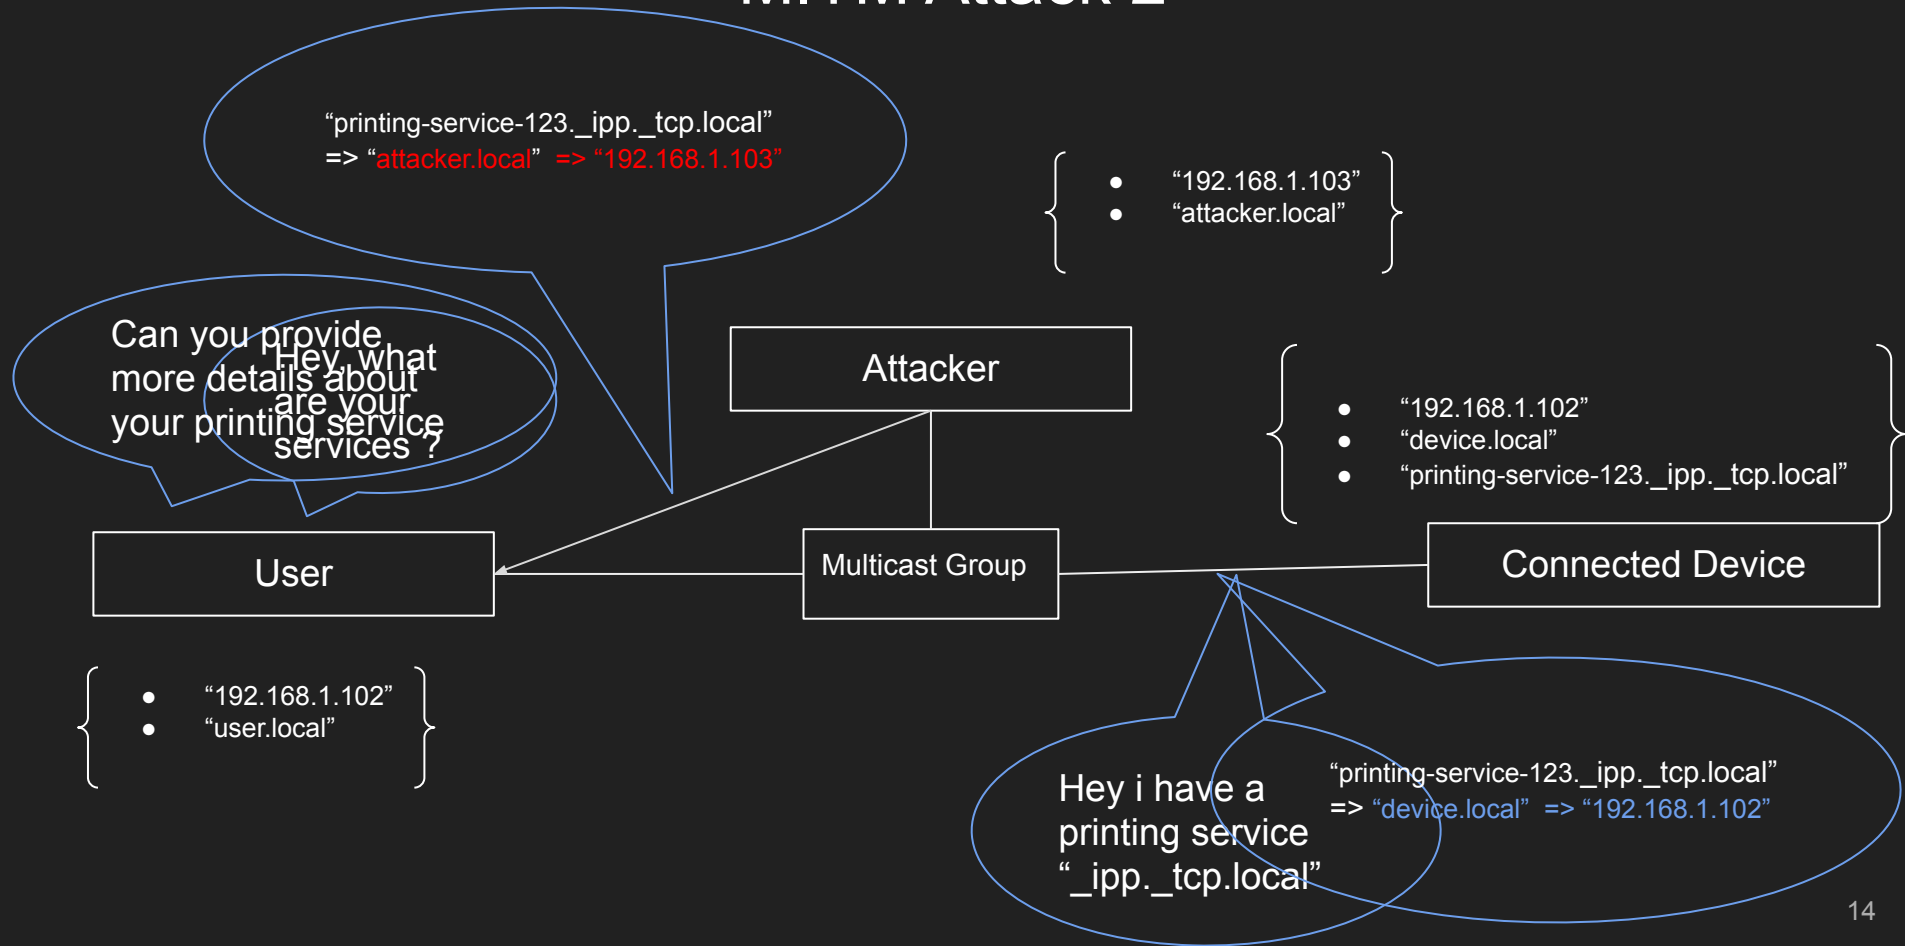 MITM Attack 2
“printing-service-123._ipp._tcp.local”
=> “attacker.local” => “192.168.1.103”
● “192.168.1.103”
● “attacker.local”
Can you provide
more details about
your printing service
Hey, what
are your
services ?
Attacker
● “192.168.1.102”
● “device.local”
● “printing-service-123._ipp._tcp.local”
User
Multicast Group
Connected Device
● “192.168.1.102”
● “user.local”
Hey i have a
printing service
“_ipp._tcp.local”
“printing-service-123._ipp._tcp.local”
=> “device.local” => “192.168.1.102”
14